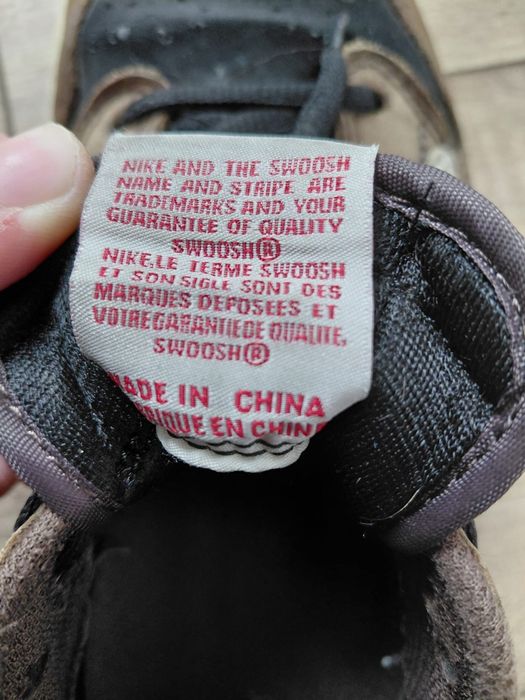 NIKE AND THE SWOOSH
NAME AND STRIPE ARE
TRADEMARKS AND YOUR
GUARANTEE OF QUALITY
SWOOSH®
NIKE,LE TERME SWOOSH
ET SON SIGLE SONT DES
MARQUES DEPOSEES ET
VOTRE GARANTIE DE QUALITE,
SWOOSH®
MADE IN CHINA
EN CHINE